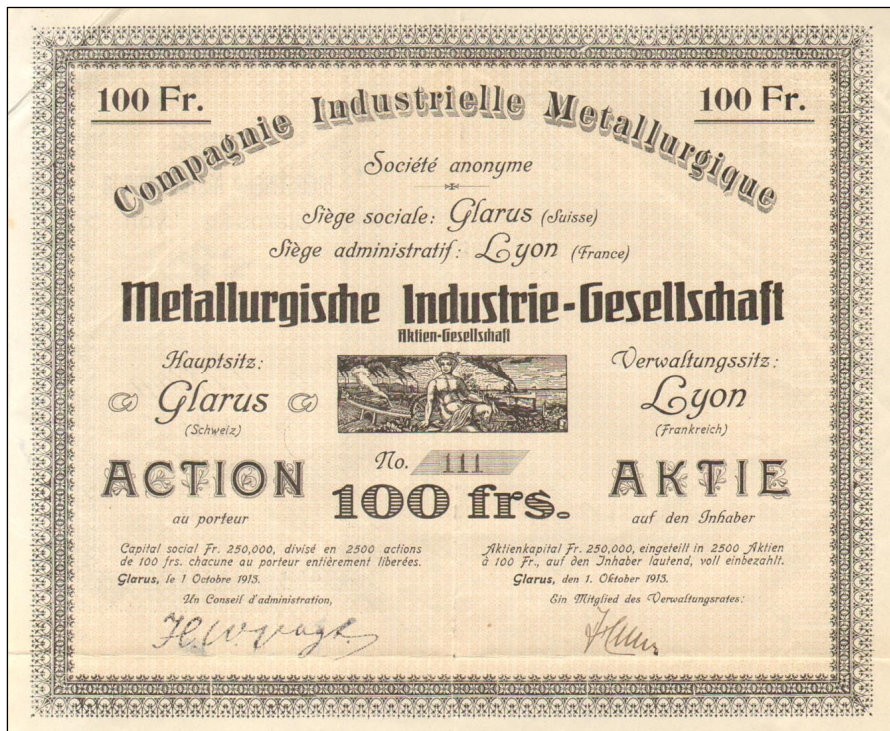 100 Fr.
100 Fr.
Compagnie Industrielle Metallurgique
Société anonyme
Siège sociale: Glarus (Suisse)
Siège administratif: Lyon (France)
Metallurgische Industrie-Gesellschaft
Aktien-Gesellschaft
Hauptsitz:
Glarus
(Schweiz)
Verwaltungssitz:
Lyon
(Frankreich)
No. 111
ACTION
100 frs.
AKTIE
au porteur
auf den Inhaber
Capital social Fr. 250,000, divisé en 2500 actions
de 100 frs. chacune au porteur entièrement liberées.
Glarus, le 1 Octobre 1913.
Un Conseil d'administration,
Aktienkapital Fr. 250,000, eingeteilt in 2500 Aktien
à 100 Fr., auf den Inhaber lautend, voll einbezahlt.
Glarus, den 1. Oktober 1913.
Ein Mitglied des Verwaltungsrates: